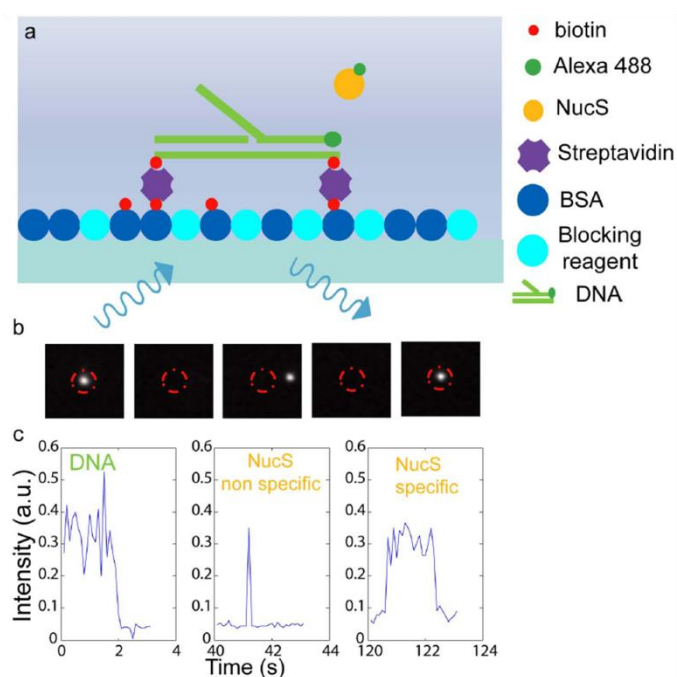 a
biotin
Alexa 488
NucS
Streptavidin
BSA
Blocking
reagent
DNA
b
c
Intensity (a.u.)
0.6
0.5
0.4
0.3
0.2
0.1
0
DNA
0 2 4
0.6
0.5
0.4
0.3
0.2
0.1
0
NucS
non specific
40 42 44
0.6
0.5
0.4
0.3
0.2
0.1
0
NucS
specific
120 122 124
Time (s)